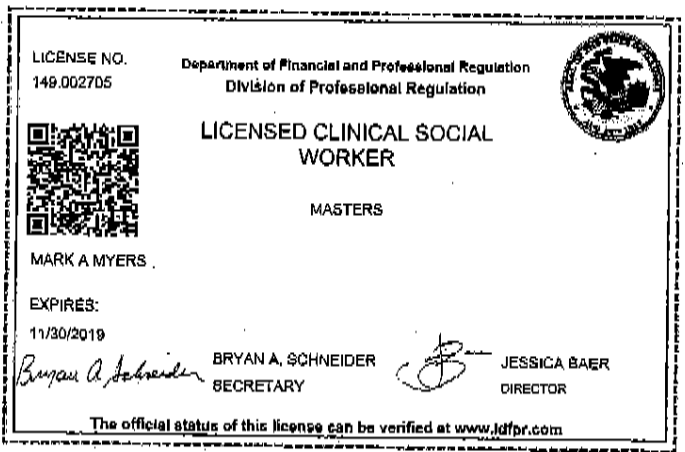 LICENSE NO.
149.002705
Department of Financial and Professional Regulation
Division of Professional Regulation
LICENSED CLINICAL SOCIAL
WORKER
MASTERS
MARK A MYERS
EXPIRES:
11/30/2019
Bryan A Schneider
BRYAN A. SCHNEIDER
SECRETARY
JESSICA BAER
DIRECTOR
The official status of this license can be verified at www.idfpr.com